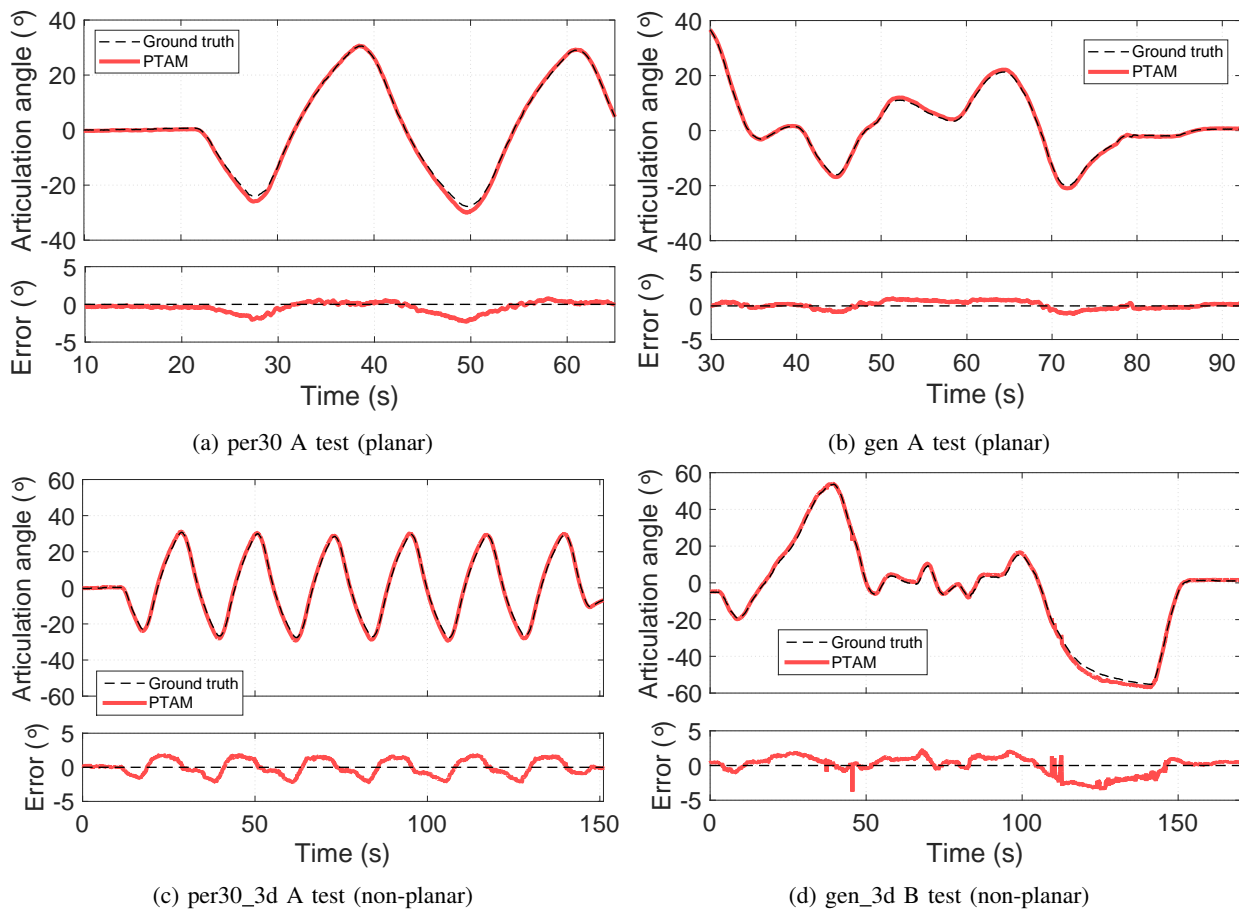 Articulation angle (°)
40
20
0
-20
-40
Ground truth
PTAM
Error (°)
5
0
-5
10 20 30 40 50 60
Time (s)
(a) per30 A test (planar)
Articulation angle (°)
40
20
0
-20
-40
Ground truth
PTAM
Error (°)
5
0
-5
30 40 50 60 70 80 90
Time (s)
(b) gen A test (planar)
Articulation angle (°)
60
40
20
0
-20
-40
-60
Ground truth
PTAM
Error (°)
5
0
-5
0 50 100 150
Time (s)
(c) per30_3d A test (non-planar)
Articulation angle (°)
60
40
20
0
-20
-40
-60
Ground truth
PTAM
Error (°)
5
0
-5
0 50 100 150
Time (s)
(d) gen_3d B test (non-planar)